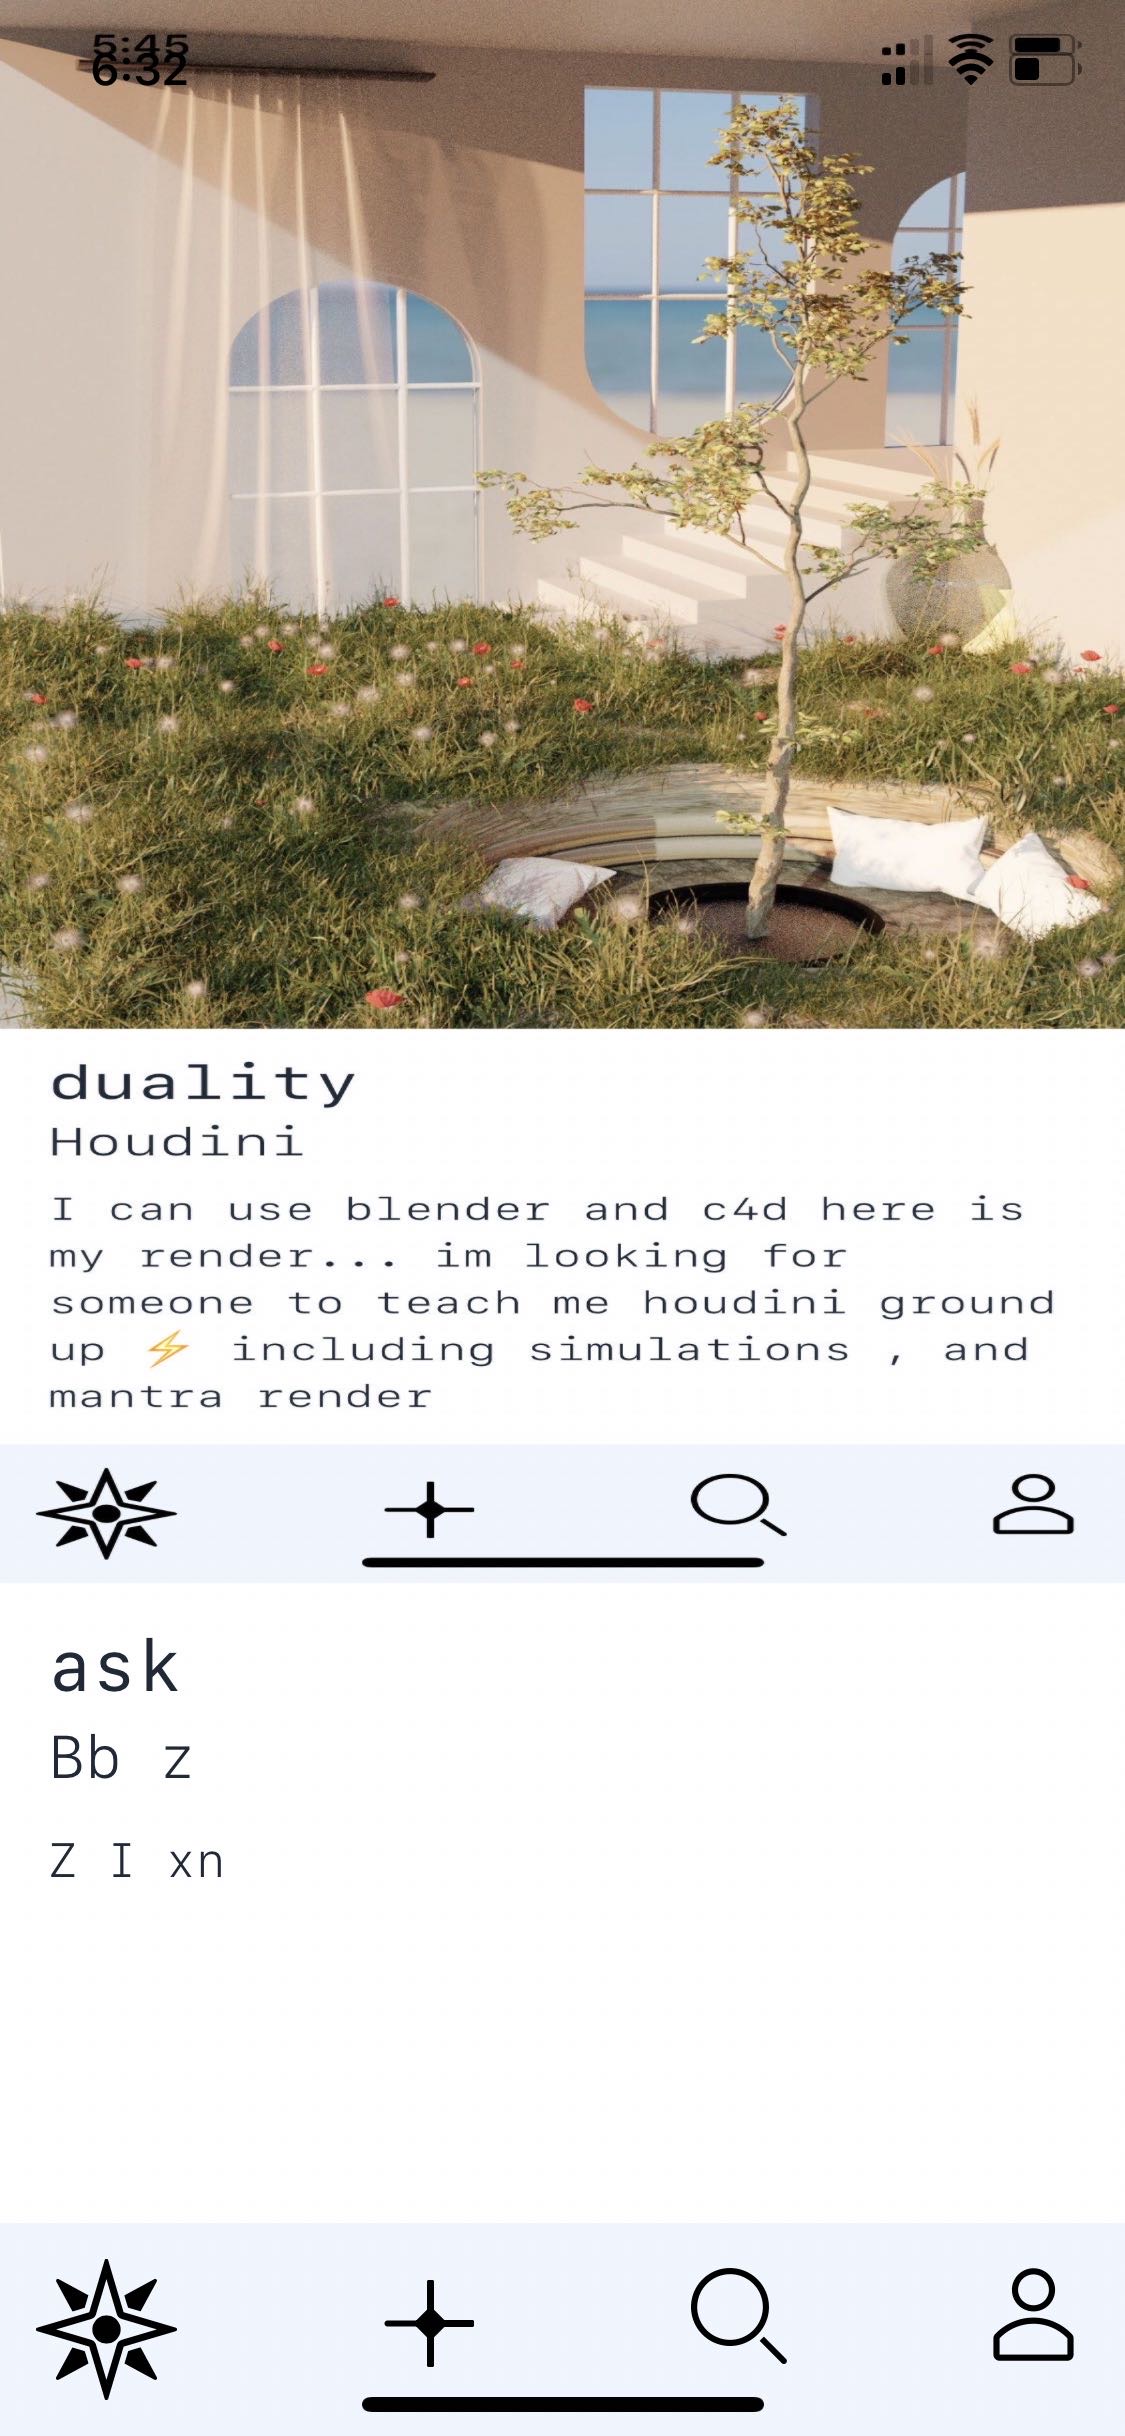 5:45
6:32
duality
Houdini
I can use blender and c4d here is
my render... im looking for
someone to teach me houdini ground
up ⚡ including simulations , and
mantra render
ask
Bb z
Z I xn